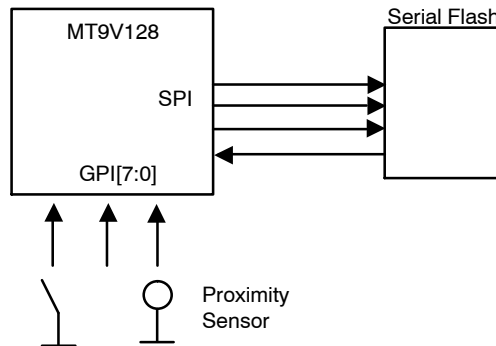 Serial Flash
MT9V128
SPI
GPI[7:0]
Proximity
Sensor